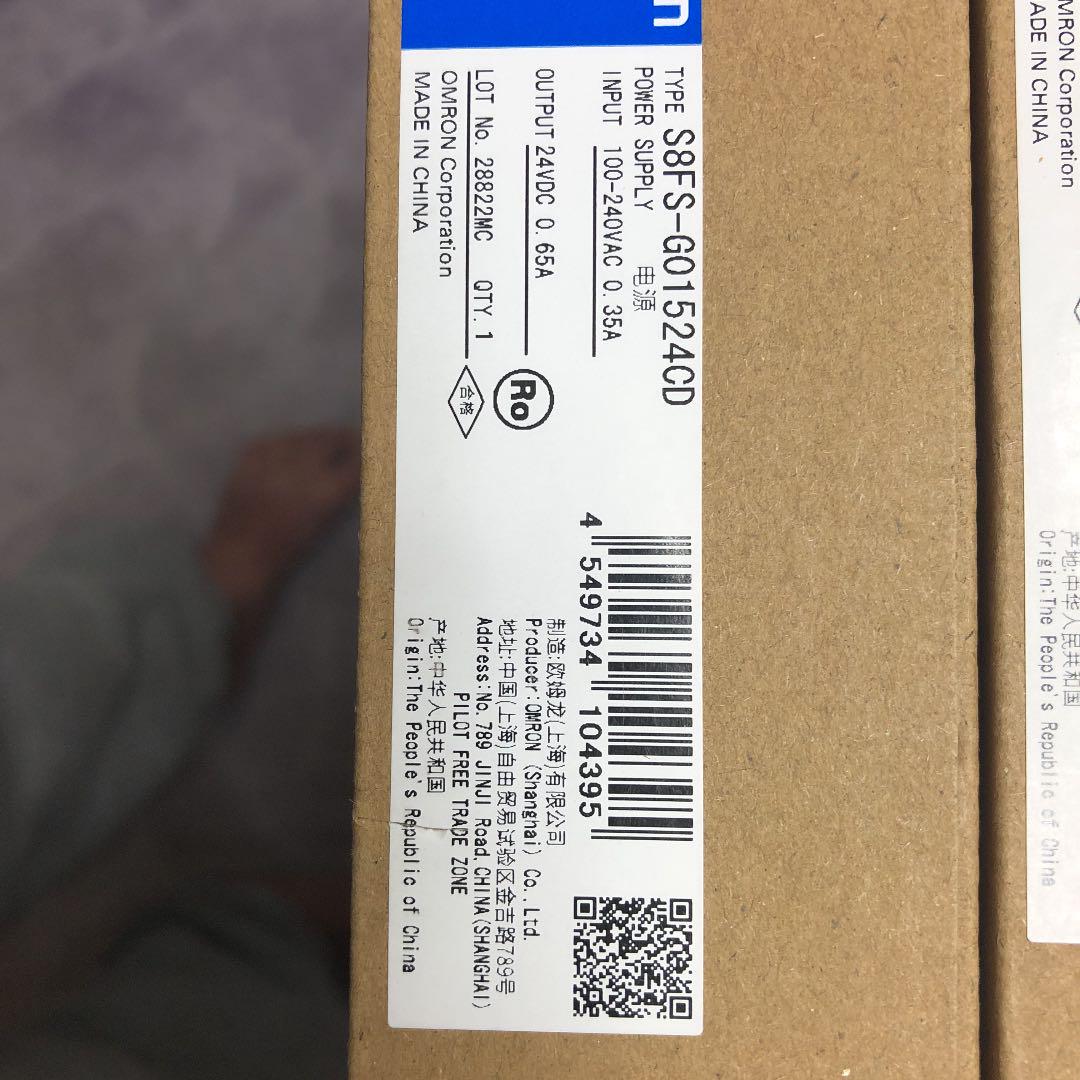 n
TYPE S8FS-G01524CD
POWER SUPPLY 电源
INPUT 100-240VAC 0.35A
OUTPUT 24VDC 0.65A
LOT No. 28822MC QTY. 1
OMRON Corporation
MADE IN CHINA
Ro
合格
4 549734 104395
制造:欧姆龙(上海)有限公司
Producer:OMRON (Shanghai) Co.,Ltd.
地址:中国(上海)自由贸易试验区金吉路789号
Address:No. 789 JINJI Road,CHINA(SHANGHAI)
PILOT FREE TRADE ZONE
产地:中华人民共和国
Origin:The People's Republic of China
MRON Corporation
ADE IN CHINA
产地:中华人民共和国
Origin:The People's Republic of China